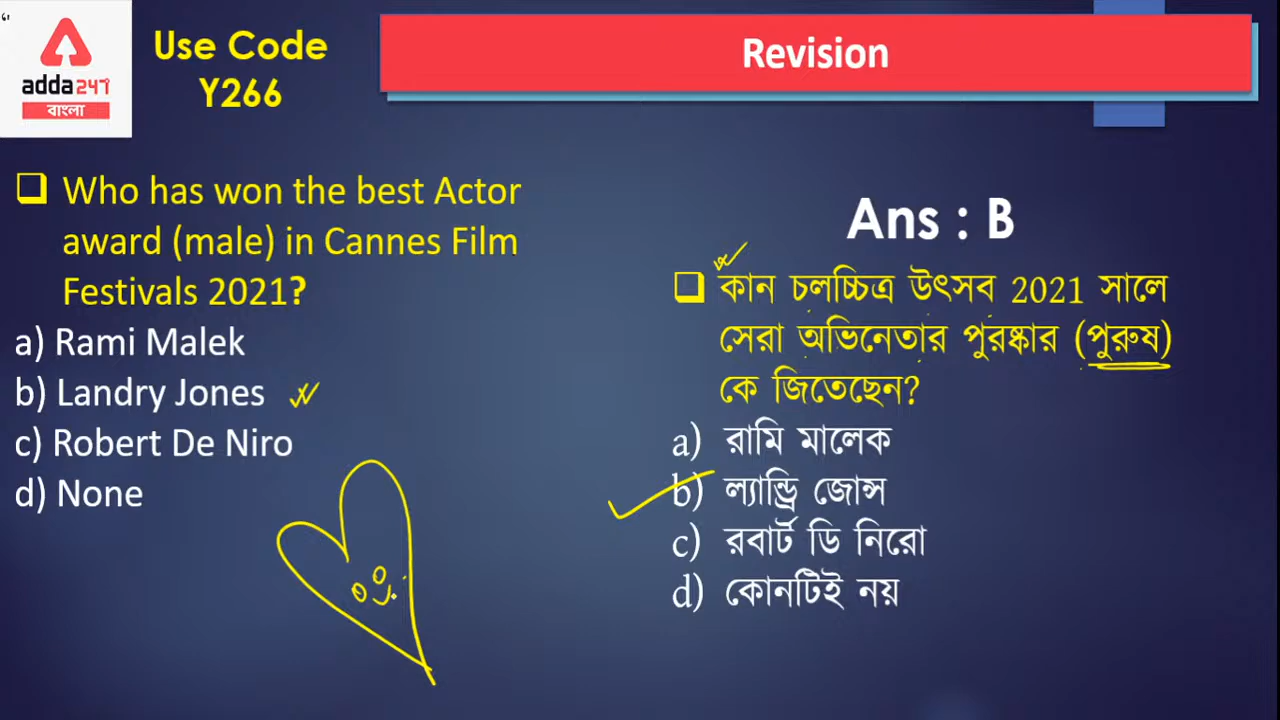 adda247
বাংলা
Use Code
Y266
Revision
Who has won the best Actor
award (male) in Cannes Film
Festivals 2021?
a) Rami Malek
b) Landry Jones
c) Robert De Niro
d) None
Ans : B
কান চলচ্চিত্র উৎসব 2021 সালে
সেরা অভিনেতার পুরষ্কার (পুরুষ)
কে জিতেছেন?
a) রামি মালেক
b) ল্যান্ড্রি জোন্স
c) রবার্ট ডি নিরো
d) কোনটিই নয়